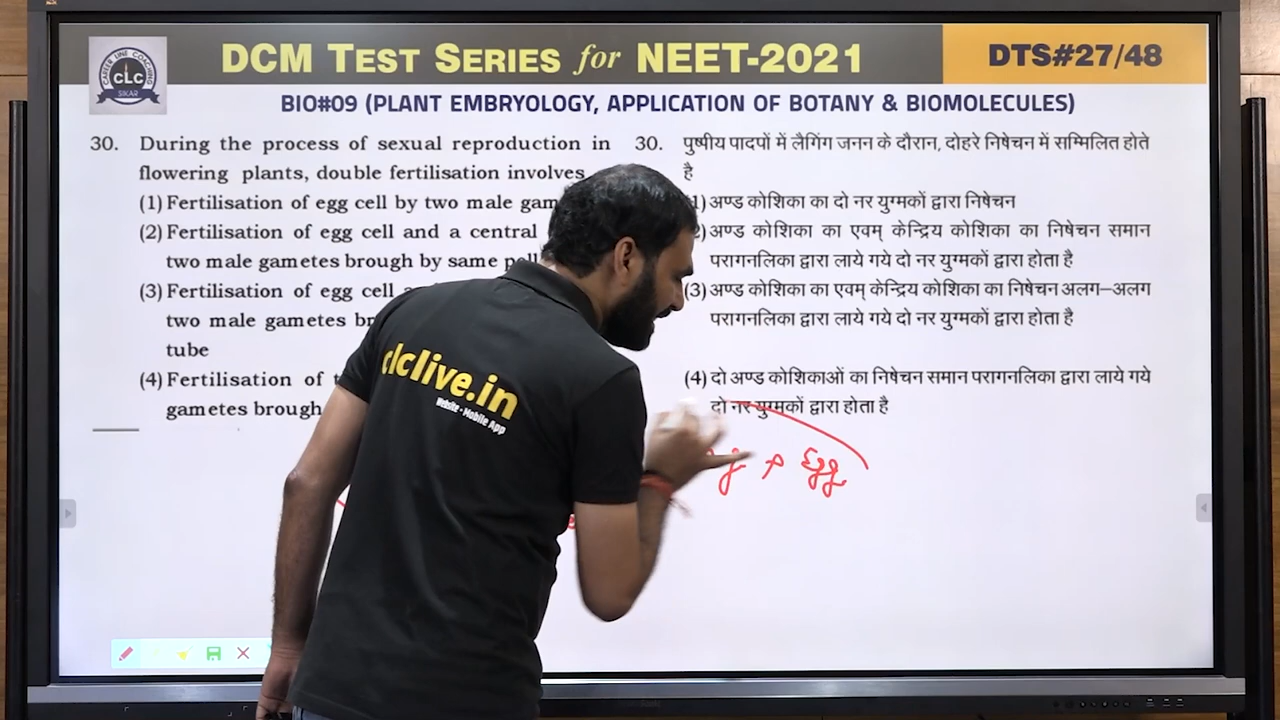 DCM TEST SERIES for NEET-2021
DTS#27/48
CAREER LINE COACHING
CLC
SIKAR
BIO#09 (PLANT EMBRYOLOGY, APPLICATION OF BOTANY & BIOMOLECULES)
30. During the process of sexual reproduction in
flowering plants, double fertilisation involves
(1) Fertilisation of egg cell by two male
(2) Fertilisation of egg cell and a central
two male gametes brough by same
(3) Fertilisation of egg cell
two male gametes
tube
(4) Fertilisation of
gametes brough
30. पुष्पीय पादपों में लैगिंग जनन के दौरान, दोहरे निषेचन में सम्मिलित होते
है
1) अण्ड कोशिका का दो नर युग्मकों द्वारा निषेचन
) अण्ड कोशिका का एवम् केन्द्रिय कोशिका का निषेचन समान
परागनलिका द्वारा लाये गये दो नर युग्मकों द्वारा होता है
(3) अण्ड कोशिका का एवम् केन्द्रिय कोशिका का निषेचन अलग–अलग
परागनलिका द्वारा लाये गये दो नर युग्मकों द्वारा होता है
(4) दो अण्ड कोशिकाओं का निषेचन समान परागनलिका द्वारा लाये गये
दो नर युग्मकों द्वारा होता है
Egg
clclive.in
Website - Mobile App